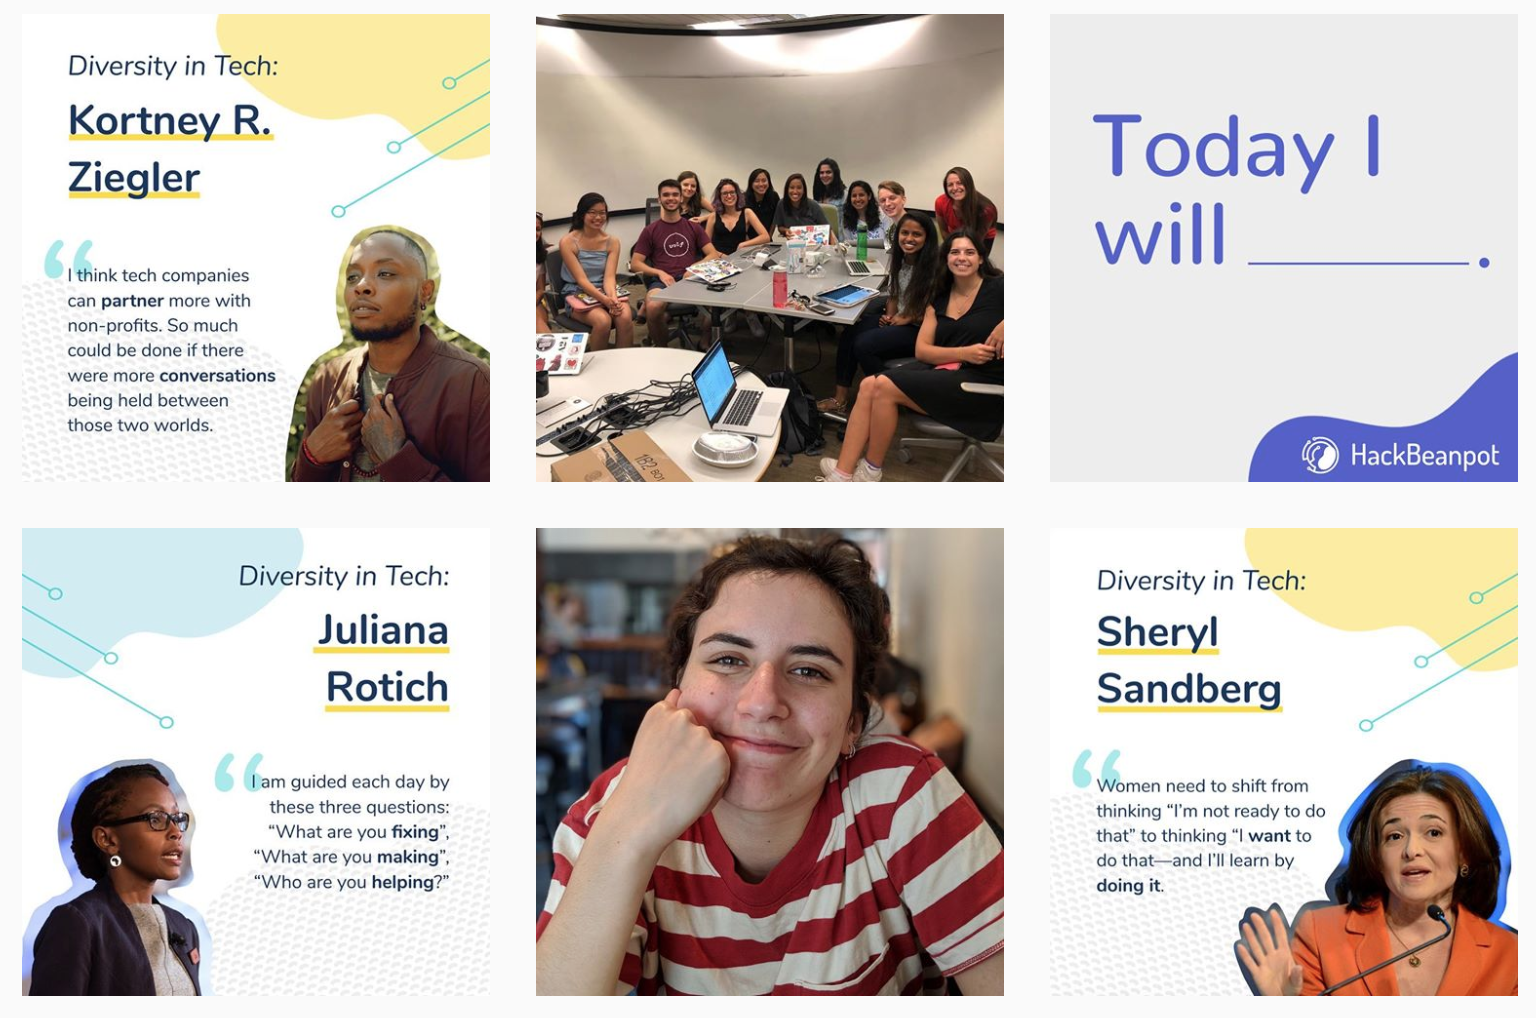 Diversity in Tech:
Kortney R.
Ziegler
“
I think tech companies
can partner more with
non-profits. So much
could be done if there
were more conversations
being held between
those two worlds.
182 BO1
Today I
will ________.
HackBeanpot
Diversity in Tech:
Juliana
Rotich
“
I am guided each day by
these three questions:
“What are you fixing”,
“What are you making”,
“Who are you helping?”
Diversity in Tech:
Sheryl
Sandberg
“
Women need to shift from
thinking “I’m not ready to do
that” to thinking “I want to
do that—and I’ll learn by
doing it.